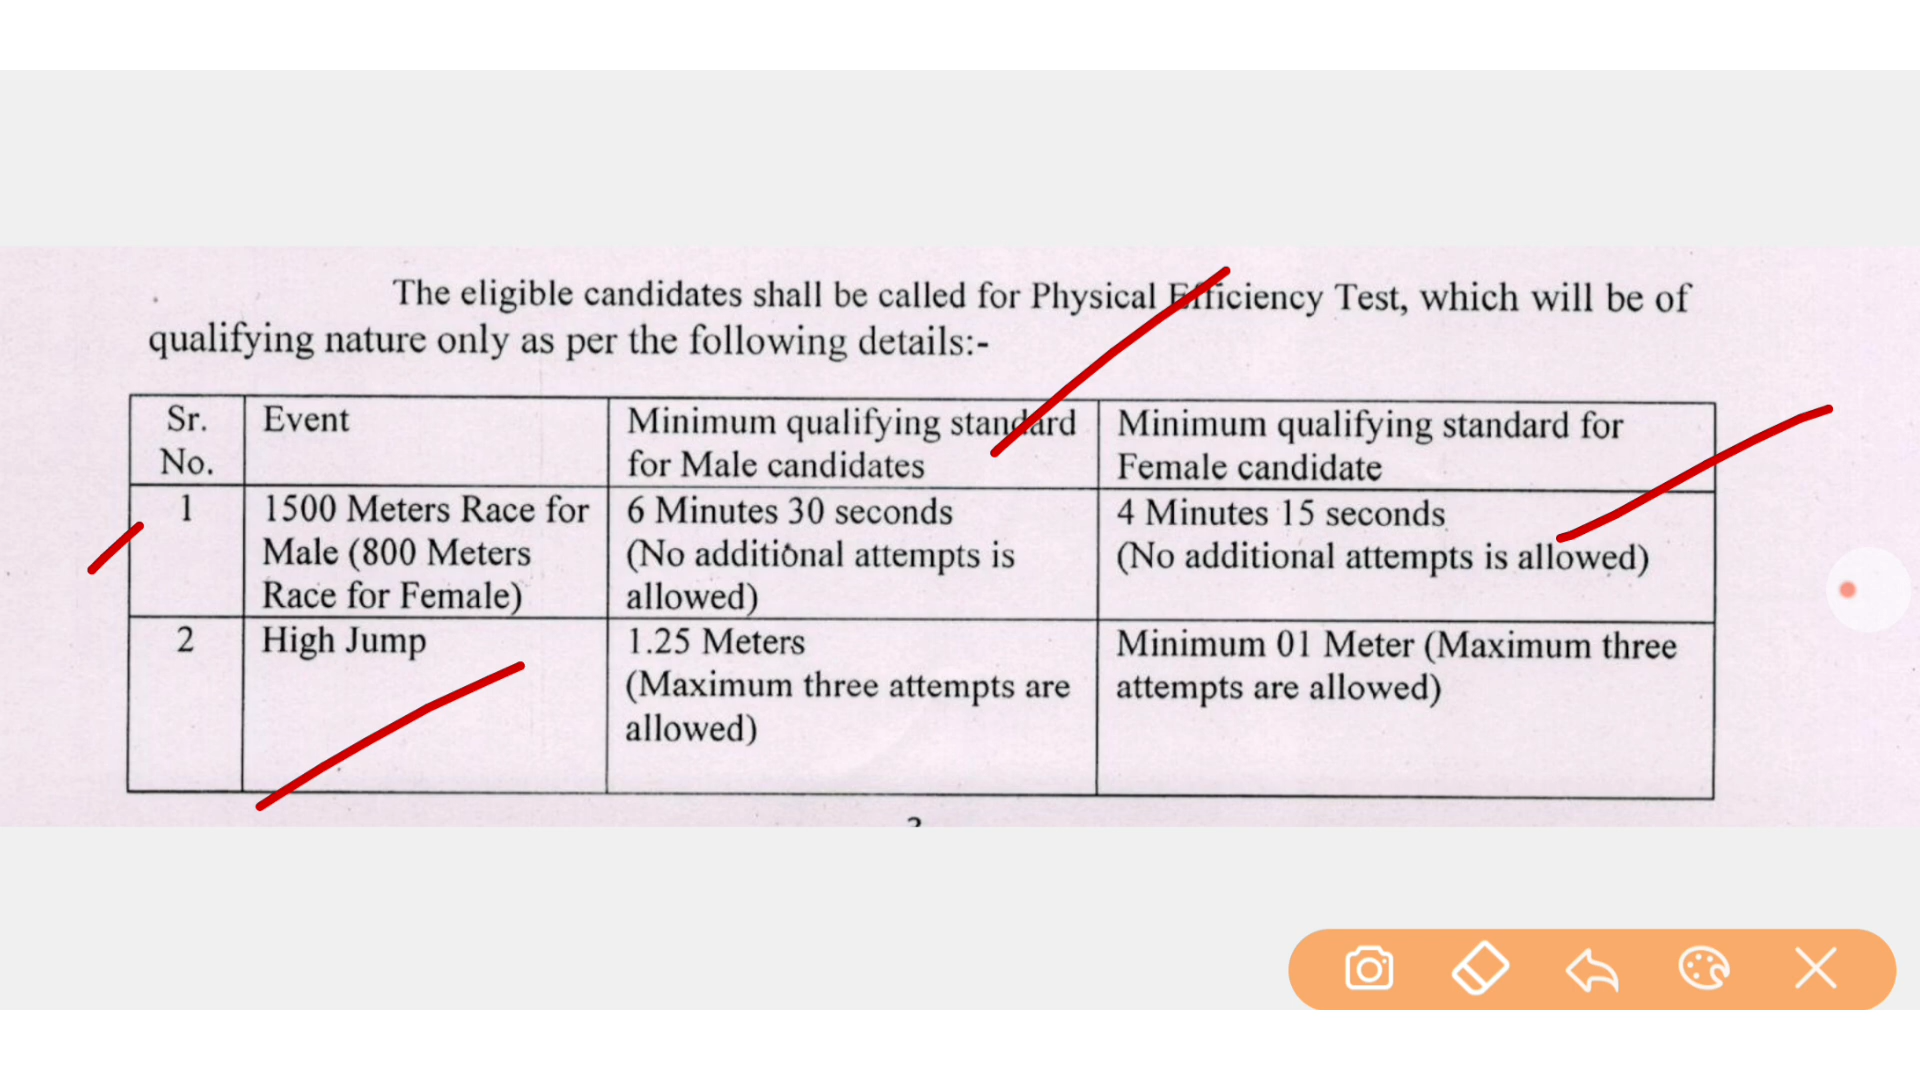 The eligible candidates shall be called for Physical Efficiency Test, which will be of
qualifying nature only as per the following details:-
Sr.
No.
Event
Minimum qualifying standard
for Male candidates
Minimum qualifying standard for
Female candidate
1
1500 Meters Race for
Male (800 Meters
Race for Female)
6 Minutes 30 seconds
(No additional attempts is
allowed)
4 Minutes 15 seconds
(No additional attempts is allowed)
2
High Jump
1.25 Meters
(Maximum three attempts are
allowed)
Minimum 01 Meter (Maximum three
attempts are allowed)